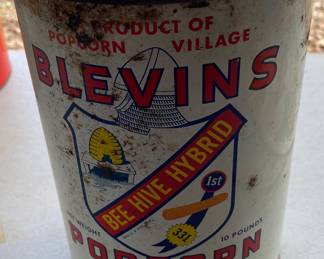 PRODUCT OF
POPCORN VILLAGE
BLEVINS
BEE HIVE HYBRID
1st
331
NET WEIGHT 10 POUNDS
POPCORN